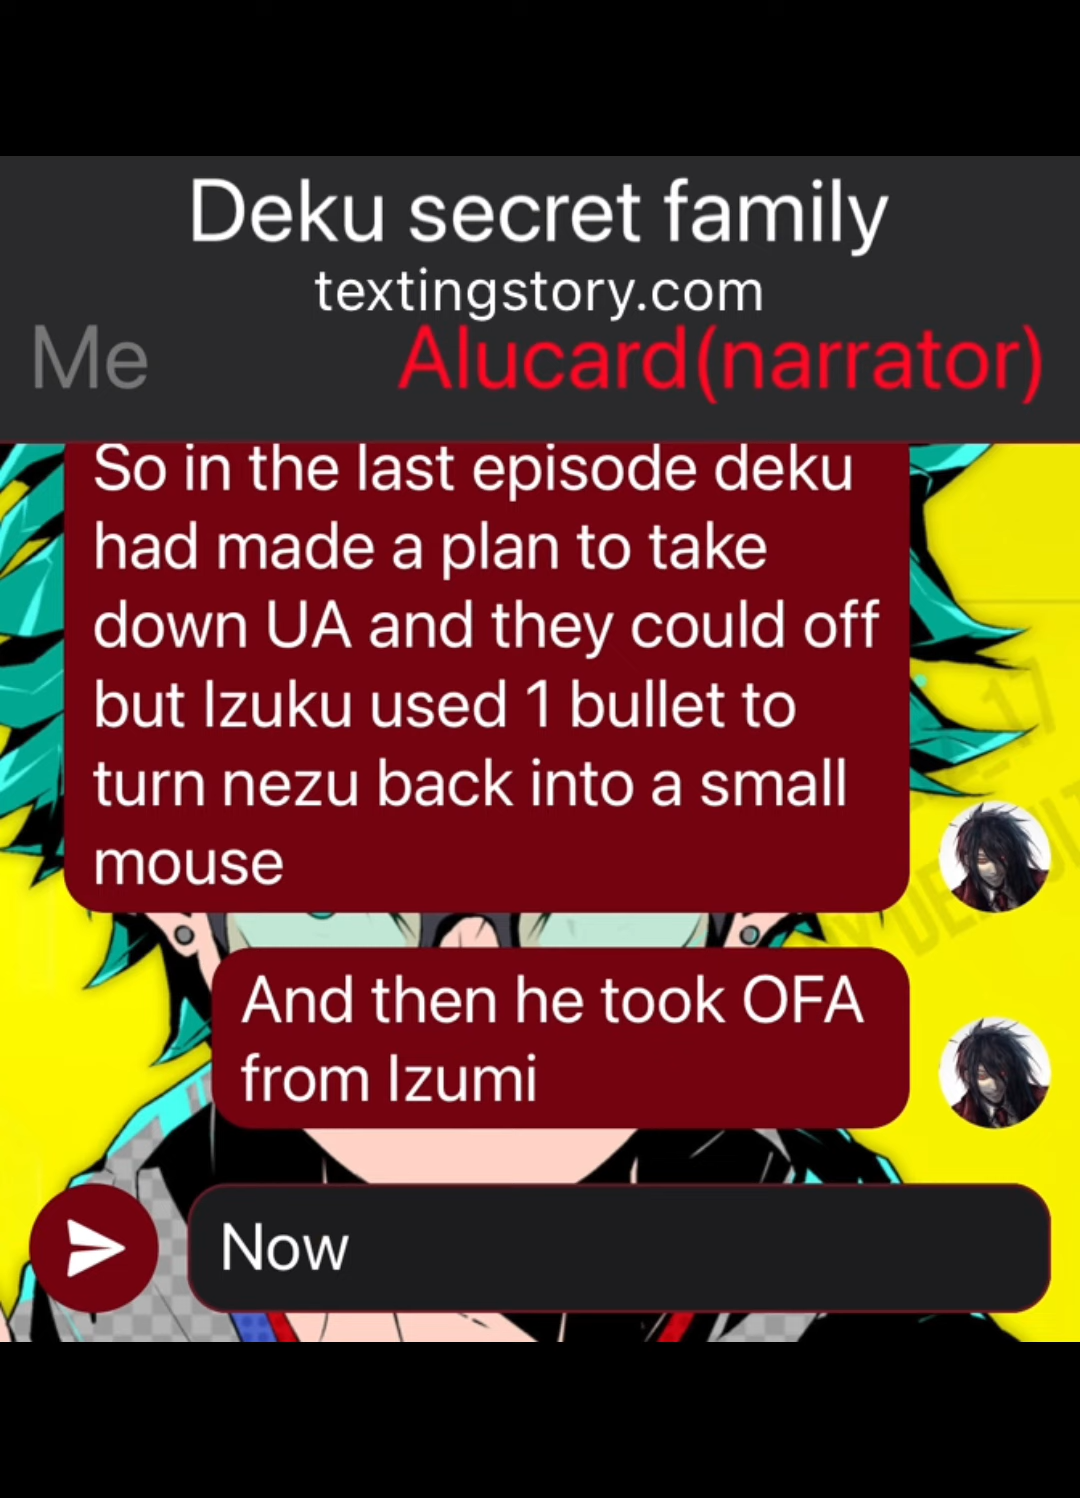 Deku secret family
textingstory.com
Me
Alucard(narrator)
So in the last episode deku
had made a plan to take
down UA and they could off
but Izuku used 1 bullet to
turn nezu back into a small
mouse
And then he took OFA
from Izumi
Now